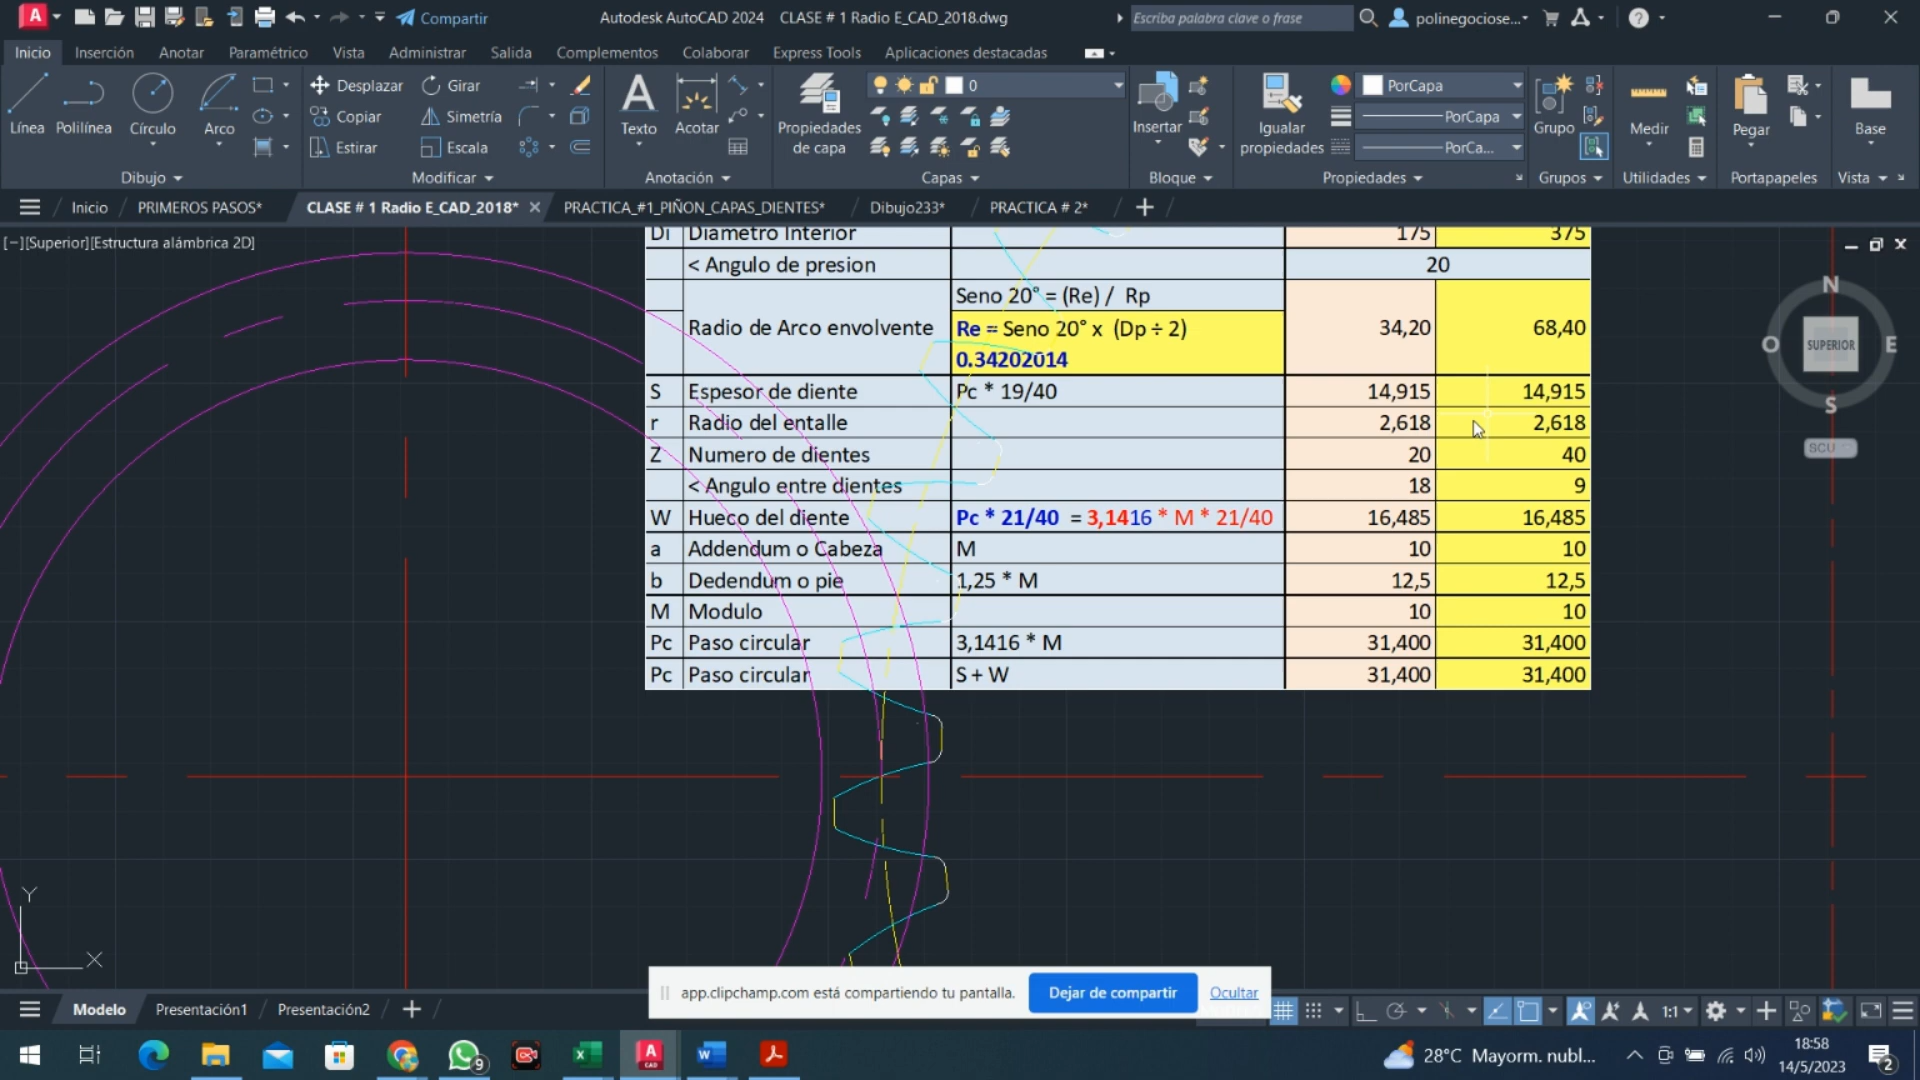 Compartir
Autodesk AutoCAD 2024 CLASE # 1 Radio E_CAD_2018.dwg
Escriba palabra clave o frase
polinegociose...
Inicio Inserción Anotar Paramétrico Vista Administrar Salida Complementos Colaborar Express Tools Aplicaciones destacadas
Línea Polilínea Círculo Arco
Desplazar Girar
Copiar Simetría
Estirar Escala
Texto Acotar
Propiedades de capa
0
Insertar
Igualar propiedades
PorCapa
PorCapa
PorCa...
Grupo
Medir
Pegar
Base
Dibujo Modificar Anotación Capas Bloque Propiedades Grupos Utilidades Portapapeles Vista
Inicio PRIMEROS PASOS* CLASE # 1 Radio E_CAD_2018* PRACTICA_#1_PIÑON_CAPAS_DIENTES* Dibujo233* PRACTICA # 2*
[−][Superior][Estructura alámbrica 2D]
Di Diametro Interior 175 375
< Angulo de presion 20
Seno 20° = (Re) / Rp
Radio de Arco envolvente Re = Seno 20° x (Dp ÷ 2) 34,20 68,40
0.34202014
S Espesor de diente Pc * 19/40 14,915 14,915
r Radio del entalle 2,618 2,618
Z Numero de dientes 20 40
< Angulo entre dientes 18 9
W Hueco del diente Pc * 21/40 = 3,1416 * M * 21/40 16,485 16,485
a Addendum o Cabeza M 10 10
b Dedendum o pie 1,25 * M 12,5 12,5
M Modulo 10 10
Pc Paso circular 3,1416 * M 31,400 31,400
Pc Paso circular S + W 31,400 31,400
N
O SUPERIOR E
S
SCU
Y
X
app.clipchamp.com está compartiendo tu pantalla. Dejar de compartir Ocultar
Modelo Presentación1 Presentación2
1:1
9
28°C Mayorm. nubl...
18:58
14/5/2023
2